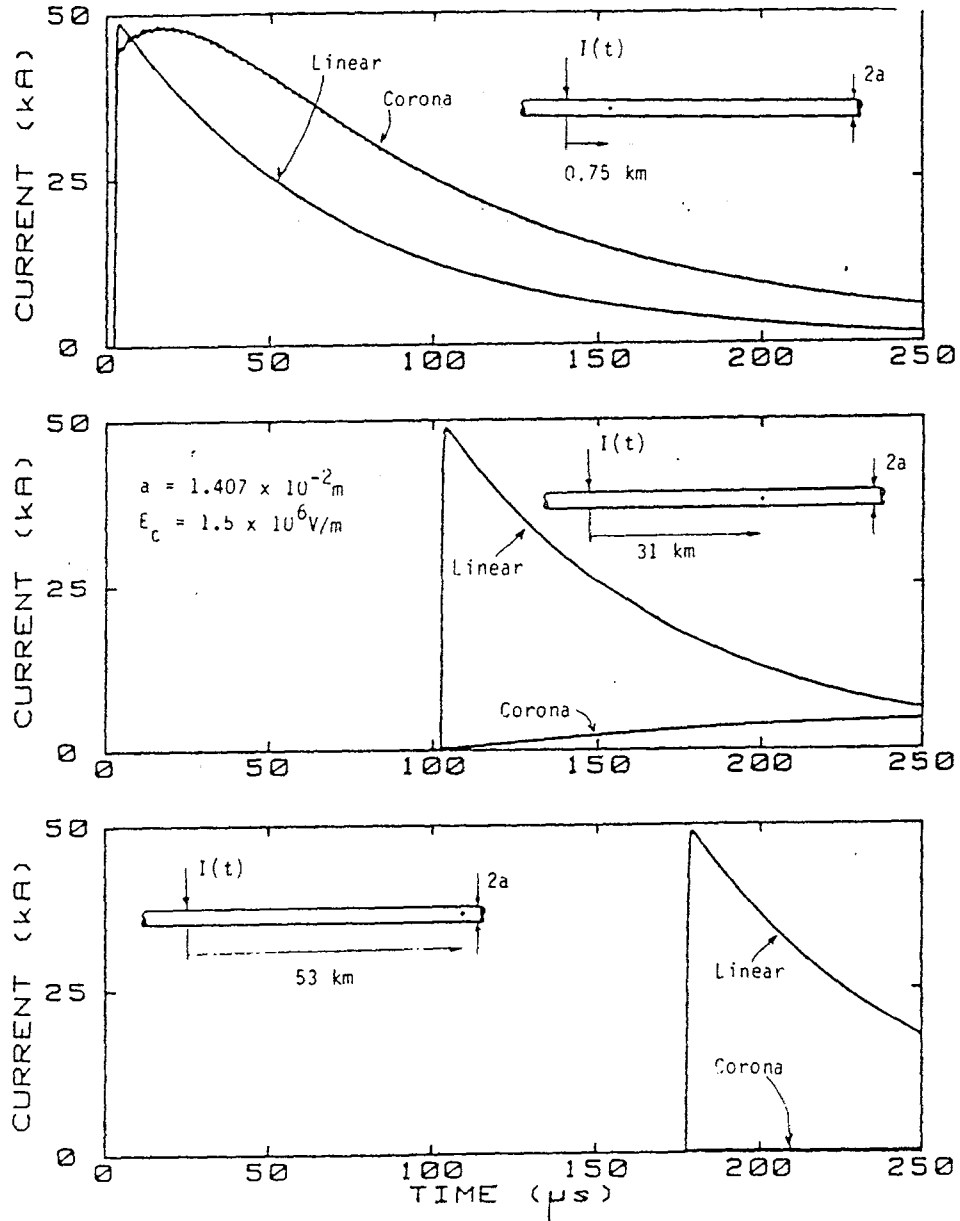 50
25
0
CURRENT (kA)
Linear
Corona
I(t)
2a
0.75 km
0 50 100 150 200 250
50
25
0
CURRENT (kA)
a = 1.407 x 10⁻²m
E_c = 1.5 x 10⁶V/m
I(t)
2a
31 km
Linear
Corona
0 50 100 150 200 250
50
25
0
CURRENT (kA)
I(t)
2a
53 km
Linear
Corona
0 50 100 150 200 250
TIME (μs)